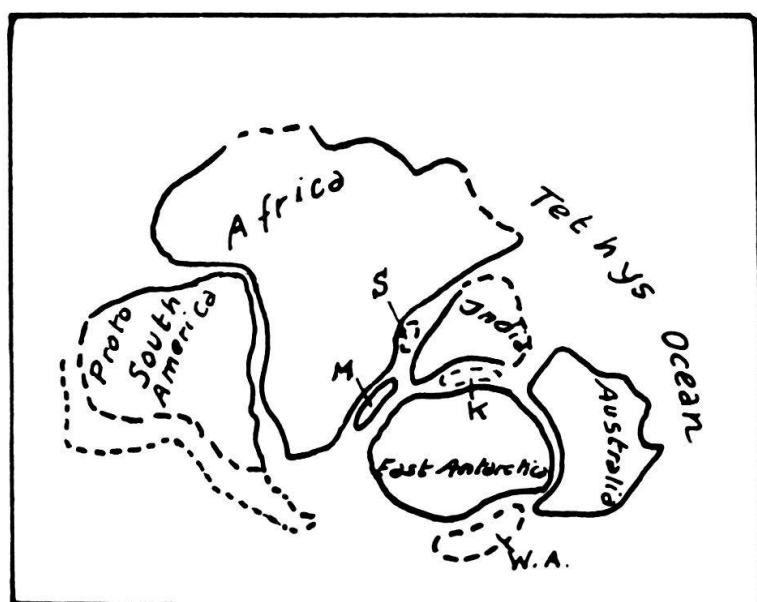 Africa
Tethys Ocean
S
India
Proto
South
America
M
K
East Antarctica
Australia
W.A.